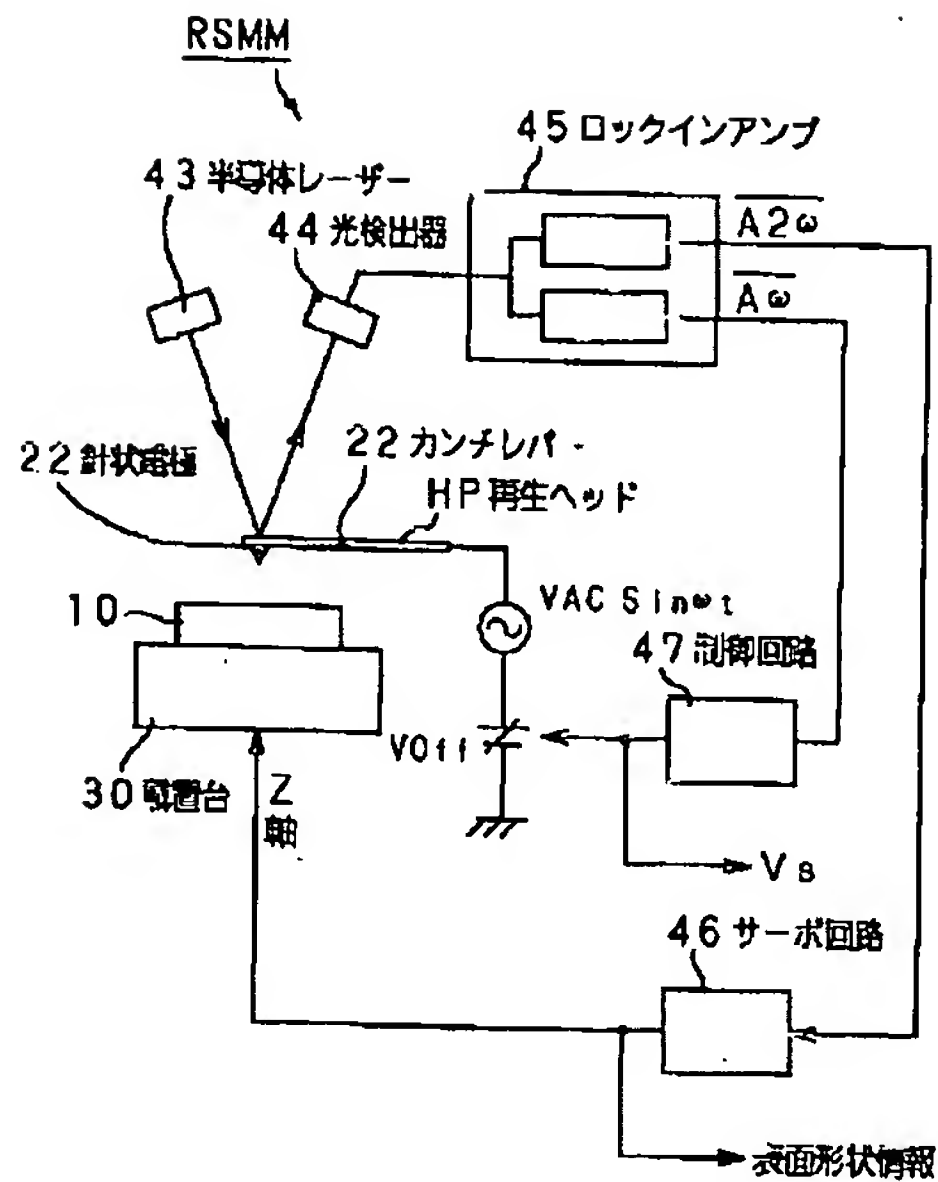 RSMM
45 ロックインアンプ
43 半導体レーザー
44 光検出器
A2ω
Aω
22 針状電極
22 カンチレバ-
HP 再生ヘッド
10
VAC Sinωt
47 制御回路
VOff
30 載置台
Z
軸
Vs
46 サーボ回路
表面形状情報